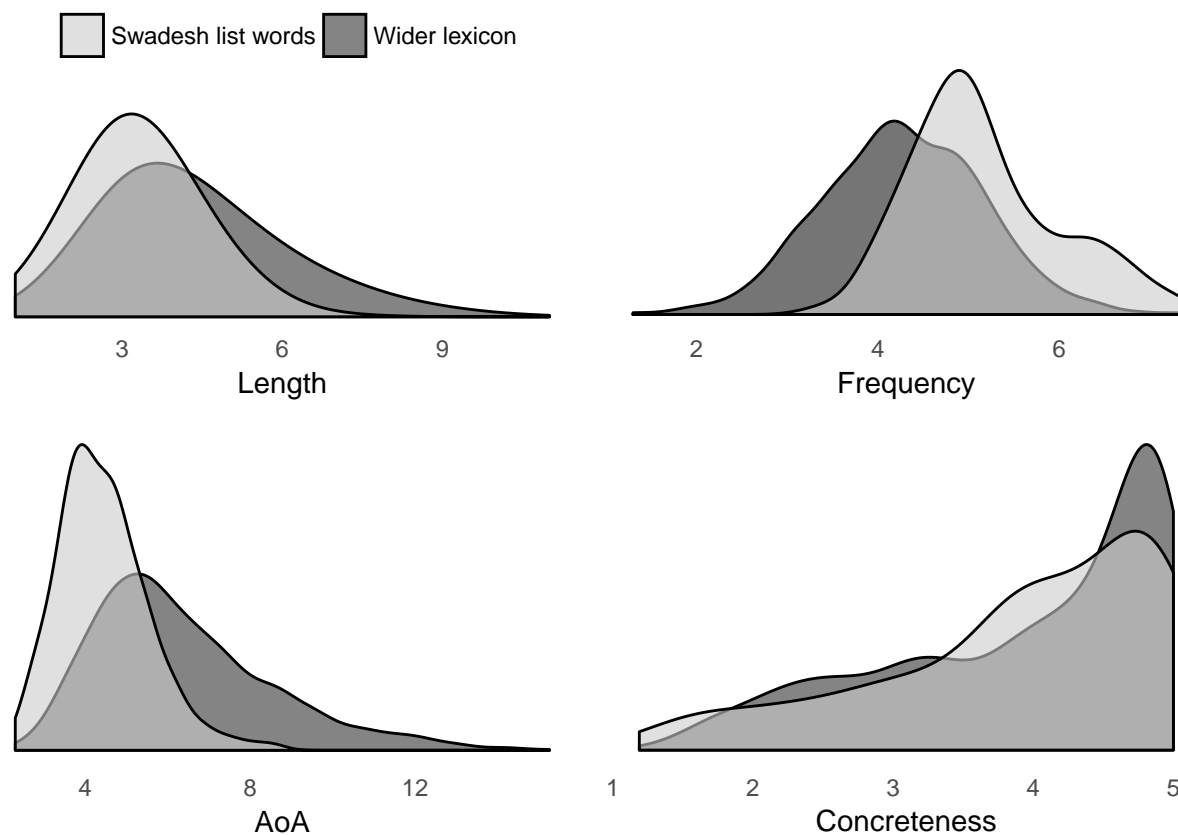 Swadesh list words Wider lexicon
3 6 9
Length
2 4 6
Frequency
4 8 12
AoA
1 2 3 4 5
Concreteness